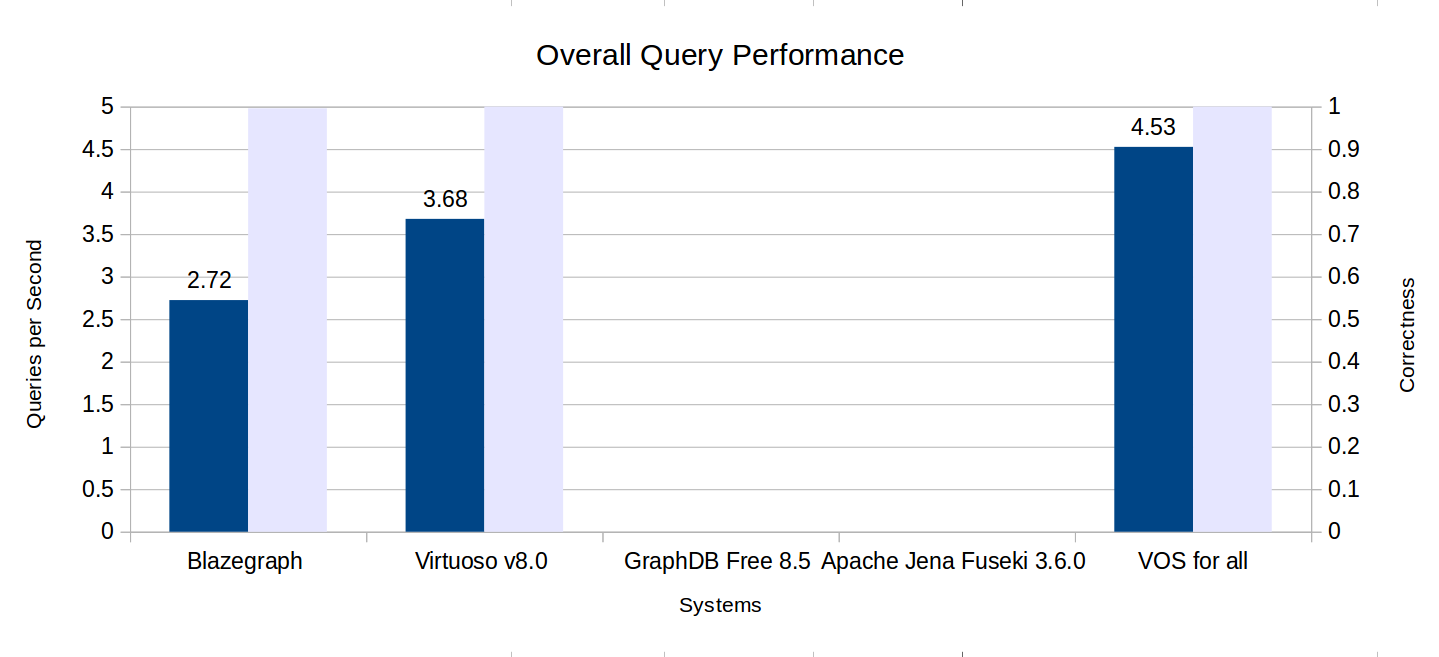 Overall Query Performance
5
4.5
4
3.5
3
2.5
2
1.5
1
0.5
0
Queries per Second
2.72
3.68
4.53
1
0.9
0.8
0.7
0.6
0.5
0.4
0.3
0.2
0.1
0
Correctness
Blazegraph
Virtuoso v8.0
GraphDB Free 8.5
Apache Jena Fuseki 3.6.0
VOS for all
Systems